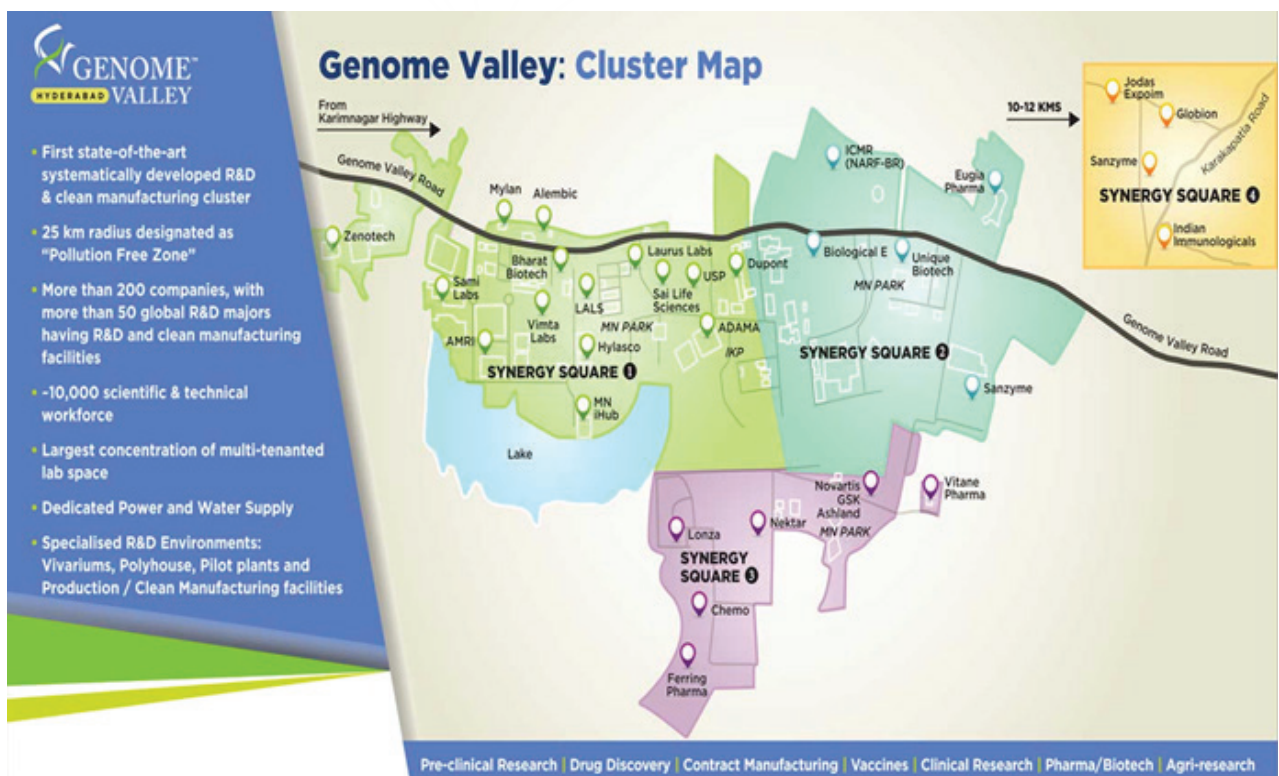 GENOME™
HYDERABAD VALLEY
• First state-of-the-art
systematically developed R&D
& clean manufacturing cluster
• 25 km radius designated as
"Pollution Free Zone"
• More than 200 companies, with
more than 50 global R&D majors
having R&D and clean manufacturing
facilities
• ~10,000 scientific & technical
workforce
• Largest concentration of multi-tenanted
lab space
• Dedicated Power and Water Supply
• Specialised R&D Environments:
Vivariums, Polyhouse, Pilot plants and
Production / Clean Manufacturing facilities
Genome Valley: Cluster Map
From
Karimnagar Highway
Genome Valley Road
Zenotech
Mylan
Alembic
Bharat
Biotech
Sami
Labs
AMRI
Vimta
Labs
LALS
MN PARK
Hylasco
Laurus Labs
Sai Life
Sciences
USP
Dupont
ADAMA
IKP
SYNERGY SQUARE 1
MN
iHub
Lake
ICMR
(NARF-BR)
Eugia
Pharma
Biological E
Unique
Biotech
MN PARK
SYNERGY SQUARE 2
Sanzyme
Genome Valley Road
Novartis
GSK
Ashland
MN PARK
Vitane
Pharma
Lonza
Nektar
SYNERGY
SQUARE 3
Chemo
Ferring
Pharma
10-12 KMS
Jodas
Expoim
Globion
Karakapatla Road
Sanzyme
SYNERGY SQUARE 4
Indian
Immunologicals
Pre-clinical Research | Drug Discovery | Contract Manufacturing | Vaccines | Clinical Research | Pharma/Biotech | Agri-research